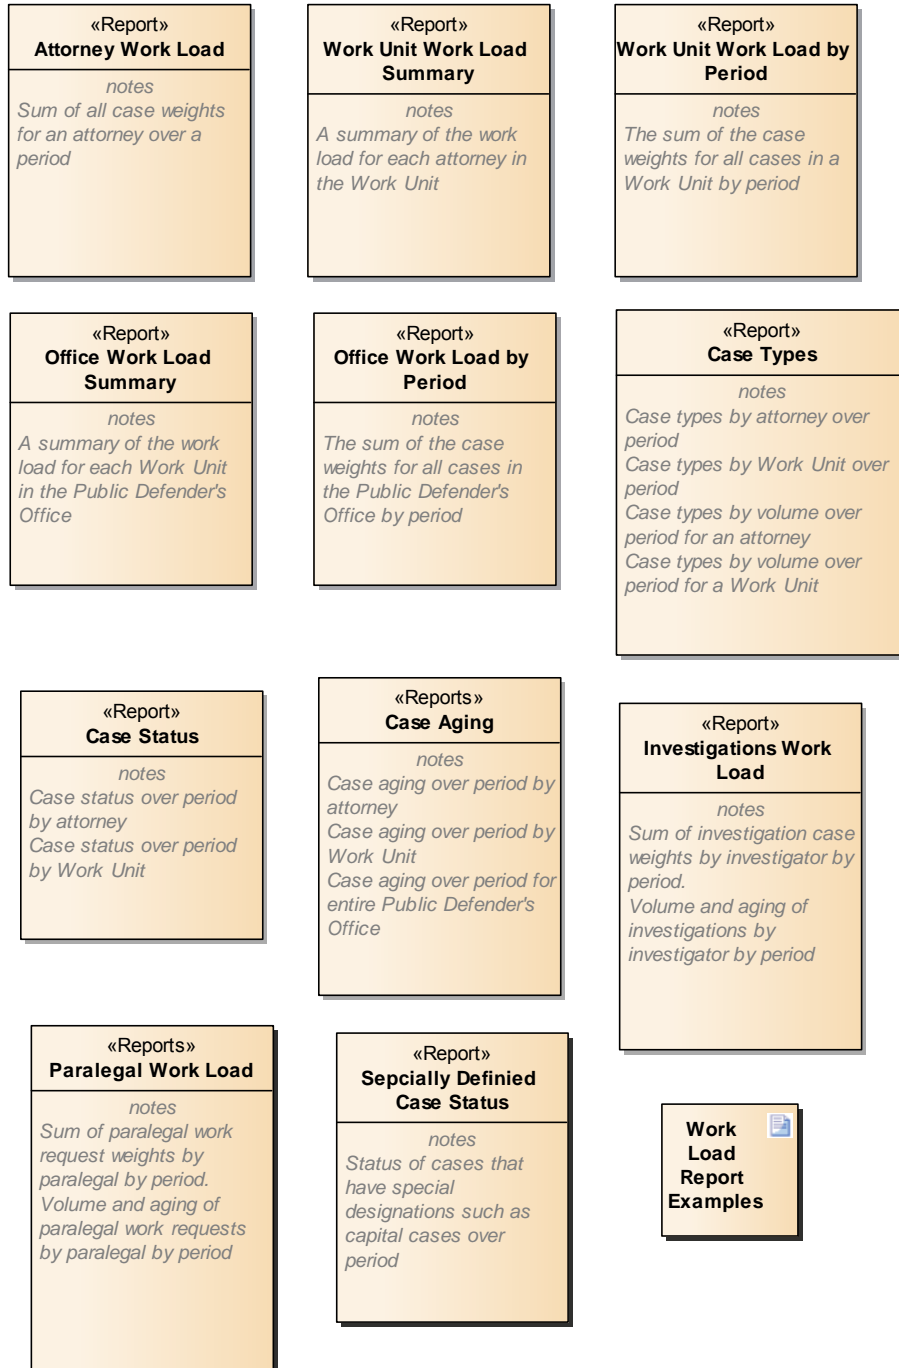 «Report»
Attorney Work Load
notes
Sum of all case weights
for an attorney over a
period
«Report»
Work Unit Work Load
Summary
notes
A summary of the work
load for each attorney in
the Work Unit
«Report»
Work Unit Work Load by
Period
notes
The sum of the case
weights for all cases in a
Work Unit by period
«Report»
Office Work Load
Summary
notes
A summary of the work
load for each Work Unit
in the Public Defender's
Office
«Report»
Office Work Load by
Period
notes
The sum of the case
weights for all cases in
the Public Defender's
Office by period
«Report»
Case Types
notes
Case types by attorney over
period
Case types by Work Unit over
period
Case types by volume over
period for an attorney
Case types by volume over
period for a Work Unit
«Report»
Case Status
notes
Case status over period
by attorney
Case status over period
by Work Unit
«Reports»
Case Aging
notes
Case aging over period by
attorney
Case aging over period by
Work Unit
Case aging over period for
entire Public Defender's
Office
«Report»
Investigations Work
Load
notes
Sum of investigation case
weights by investigator by
period.
Volume and aging of
investigations by
investigator by period
«Reports»
Paralegal Work Load
notes
Sum of paralegal work
request weights by
paralegal by period.
Volume and aging of
paralegal work requests
by paralegal by period
«Report»
Sepcially Definied
Case Status
notes
Status of cases that
have special
designations such as
capital cases over
period
Work
Load
Report
Examples